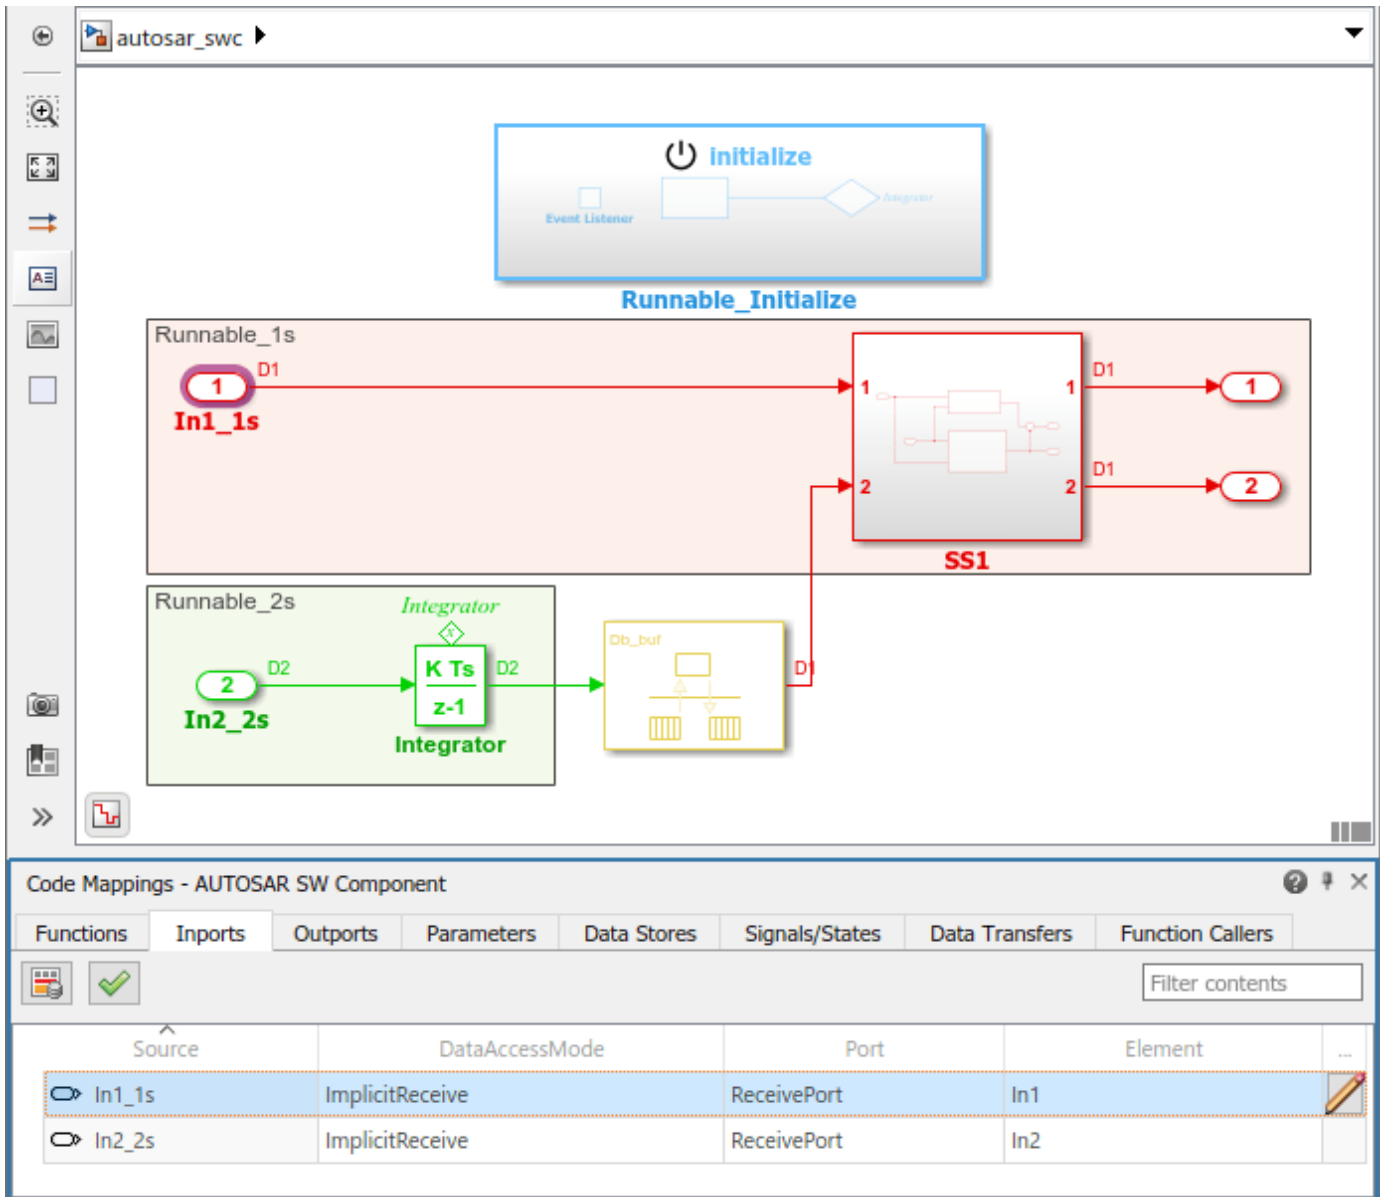 autosar_swc
initialize
Event Listener
Integrator
Runnable_Initialize
Runnable_1s
D1
1
In1_1s
1
1
D1
1
2
2
D1
2
SS1
Runnable_2s
Integrator
x
D2
2
In2_2s
K Ts
z-1
D2
Integrator
Db_buf
D1
Code Mappings - AUTOSAR SW Component
Functions Inports Outports Parameters Data Stores Signals/States Data Transfers Function Callers
Filter contents
Source DataAccessMode Port Element ...
In1_1s ImplicitReceive ReceivePort In1
In2_2s ImplicitReceive ReceivePort In2